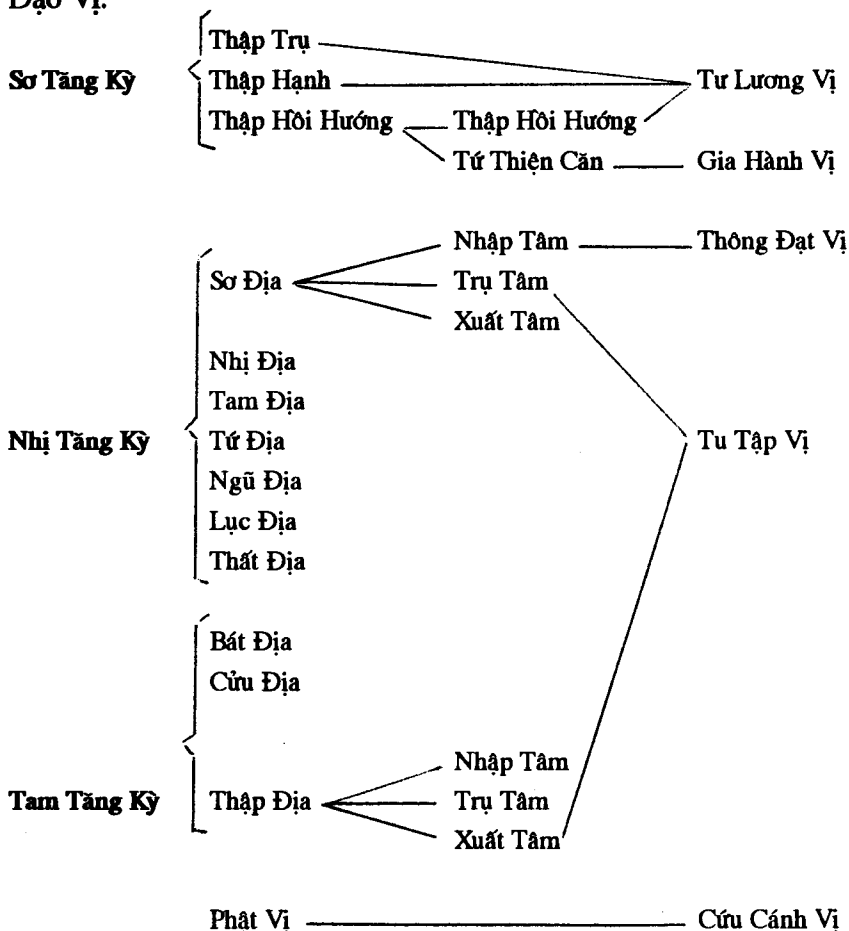 Đạo Vị.
Thập Trụ
Sơ Tăng Kỳ Thập Hạnh Tư Lương Vị
Thập Hồi Hướng Thập Hồi Hướng
Tứ Thiện Căn Gia Hành Vị
Nhập Tâm Thông Đạt Vị
Sơ Địa Trụ Tâm
Xuất Tâm
Nhị Địa
Tam Địa
Nhị Tăng Kỳ Tứ Địa Tu Tập Vị
Ngũ Địa
Lục Địa
Thất Địa
Bát Địa
Cửu Địa
Nhập Tâm
Tam Tăng Kỳ Thập Địa Trụ Tâm
Xuất Tâm
Phật Vị Cứu Cánh Vị